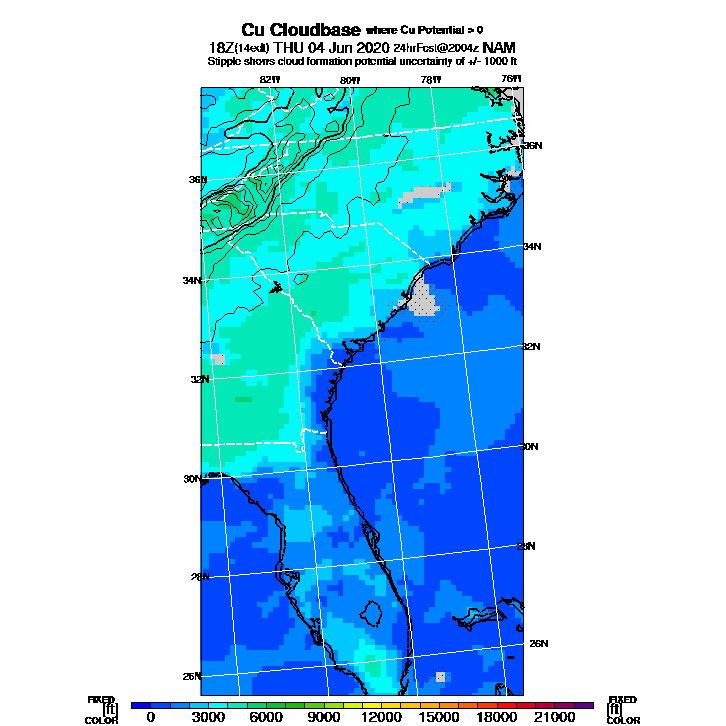 Cu Cloudbase where Cu Potential > 0
18Z(14edt) THU 04 Jun 2020 24hrFcst@2004z NAM
Stipple shows cloud formation potential uncertainty of +/- 1000 ft
82W 80W 78W 76W
36N
36N
34N
34N
32N
32N
30N
30N
28N
28N
26N
26N
FIXED FIXED
[ft] [ft]
COLOR COLOR
0 3000 6000 9000 12000 15000 18000 21000